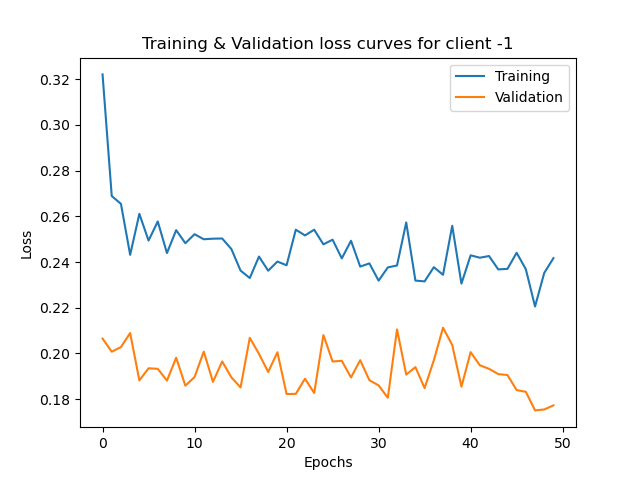 Training & Validation loss curves for client -1
Training
Validation
0.32
0.30
0.28
0.26
0.24
0.22
0.20
0.18
Loss
0
10
20
30
40
50
Epochs